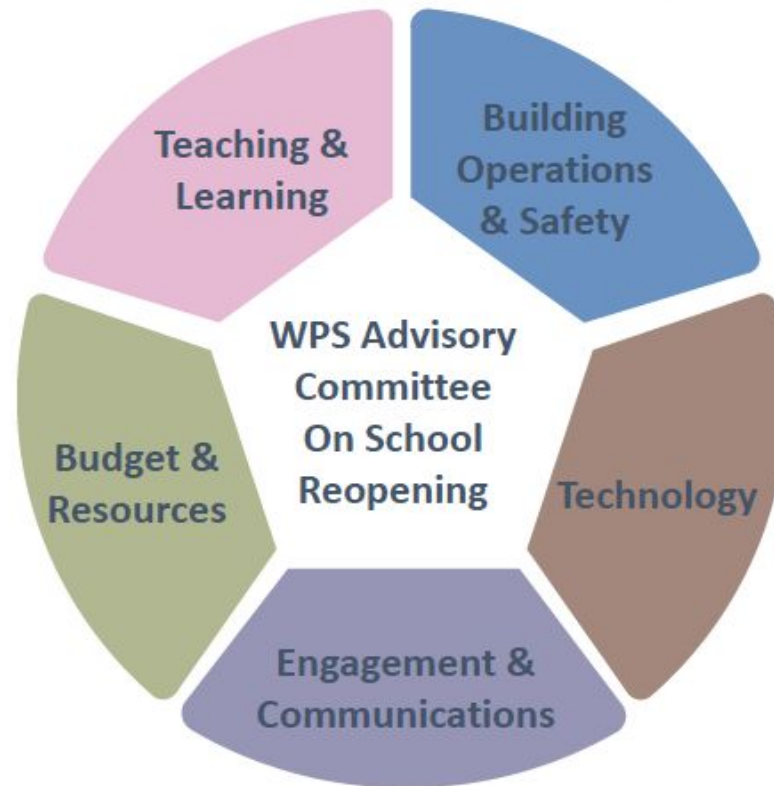 Teaching &
Learning
Building
Operations
& Safety
WPS Advisory
Committee
On School
Reopening
Budget &
Resources
Technology
Engagement &
Communications